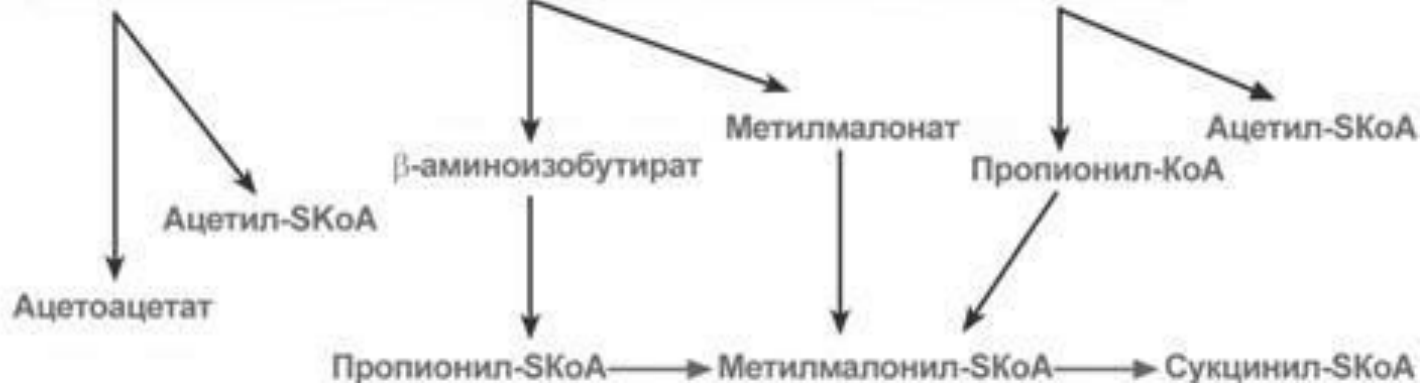 Метилмалонат
Ацетил-SKoA
β-аминоизобутират
Пропионил-КоА
Ацетил-SKoA
Ацетоацетат
Пропионил-SKoA
Метилмалонил-SKoA
Сукцинил-SKoA